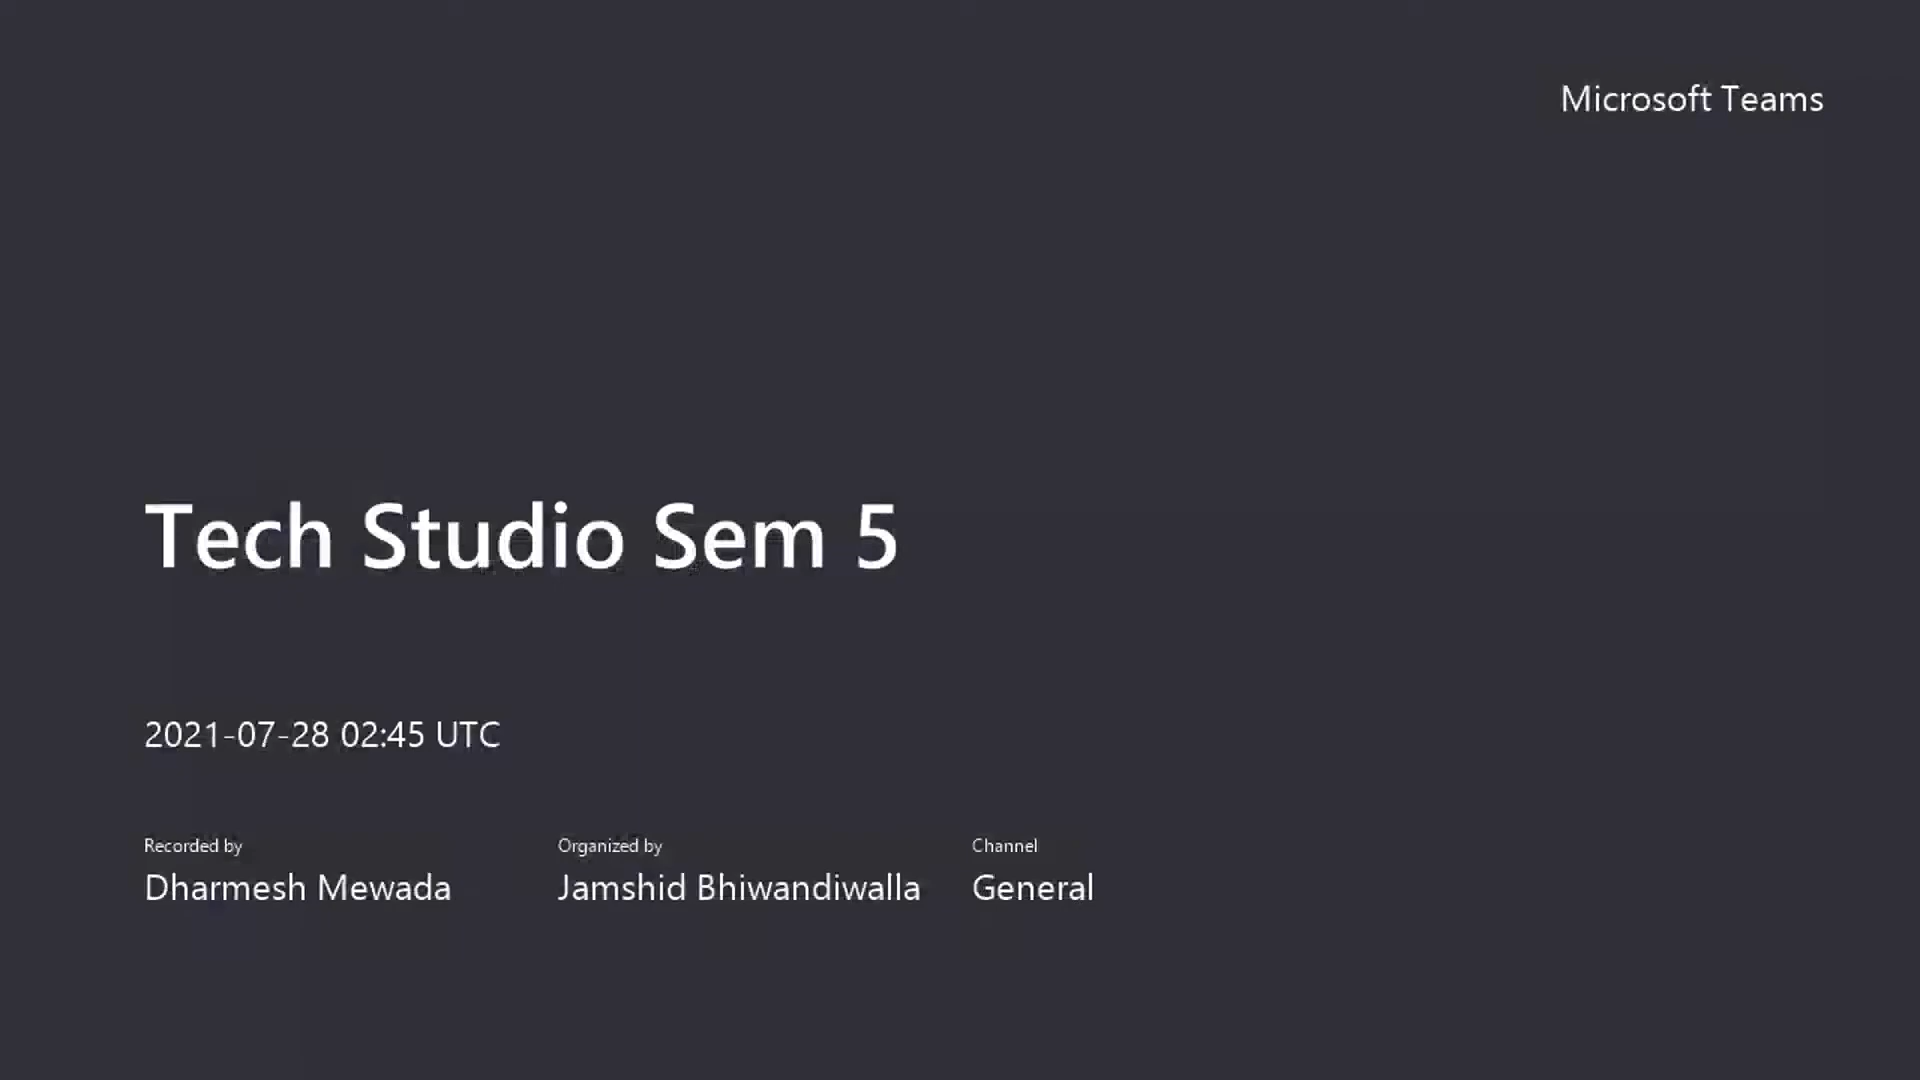 Microsoft Teams
Tech Studio Sem 5
2021-07-28 02:45 UTC
Recorded by
Dharmesh Mewada
Organized by
Jamshid Bhiwandiwalla
Channel
General